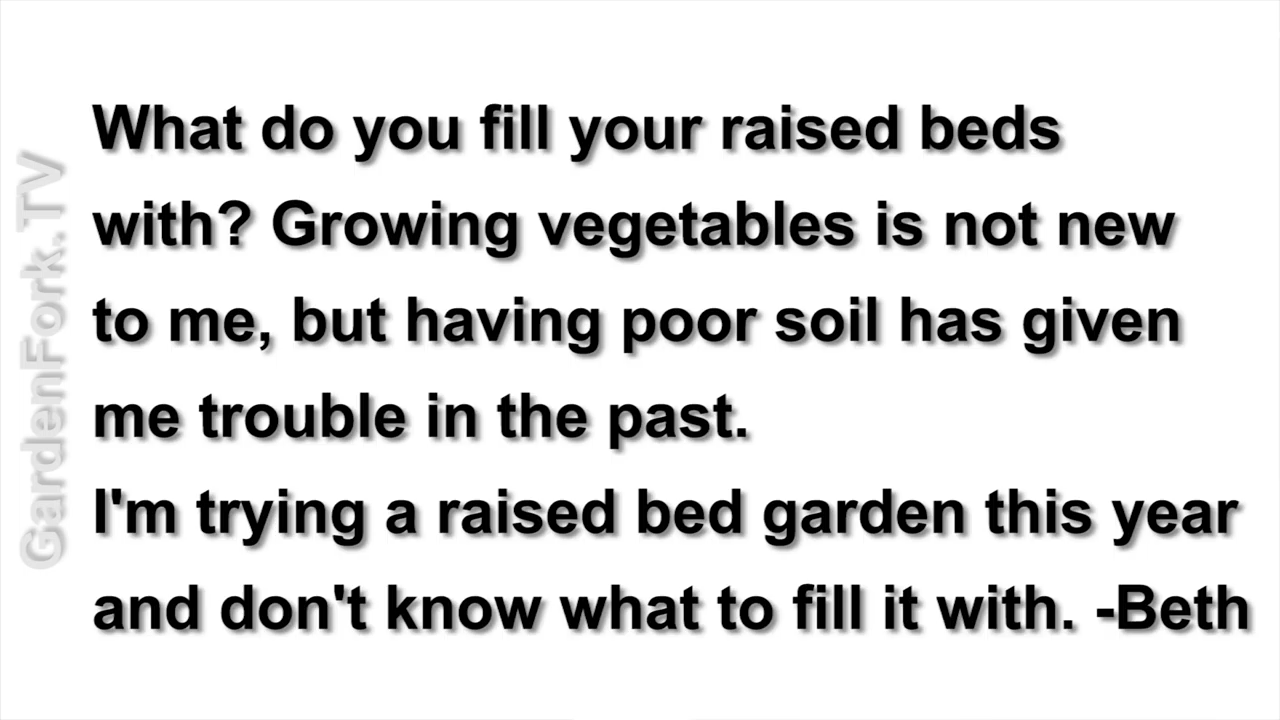 What do you fill your raised beds
with? Growing vegetables is not new
to me, but having poor soil has given
me trouble in the past.
I'm trying a raised bed garden this year
and don't know what to fill it with. -Beth
GardenFork.TV